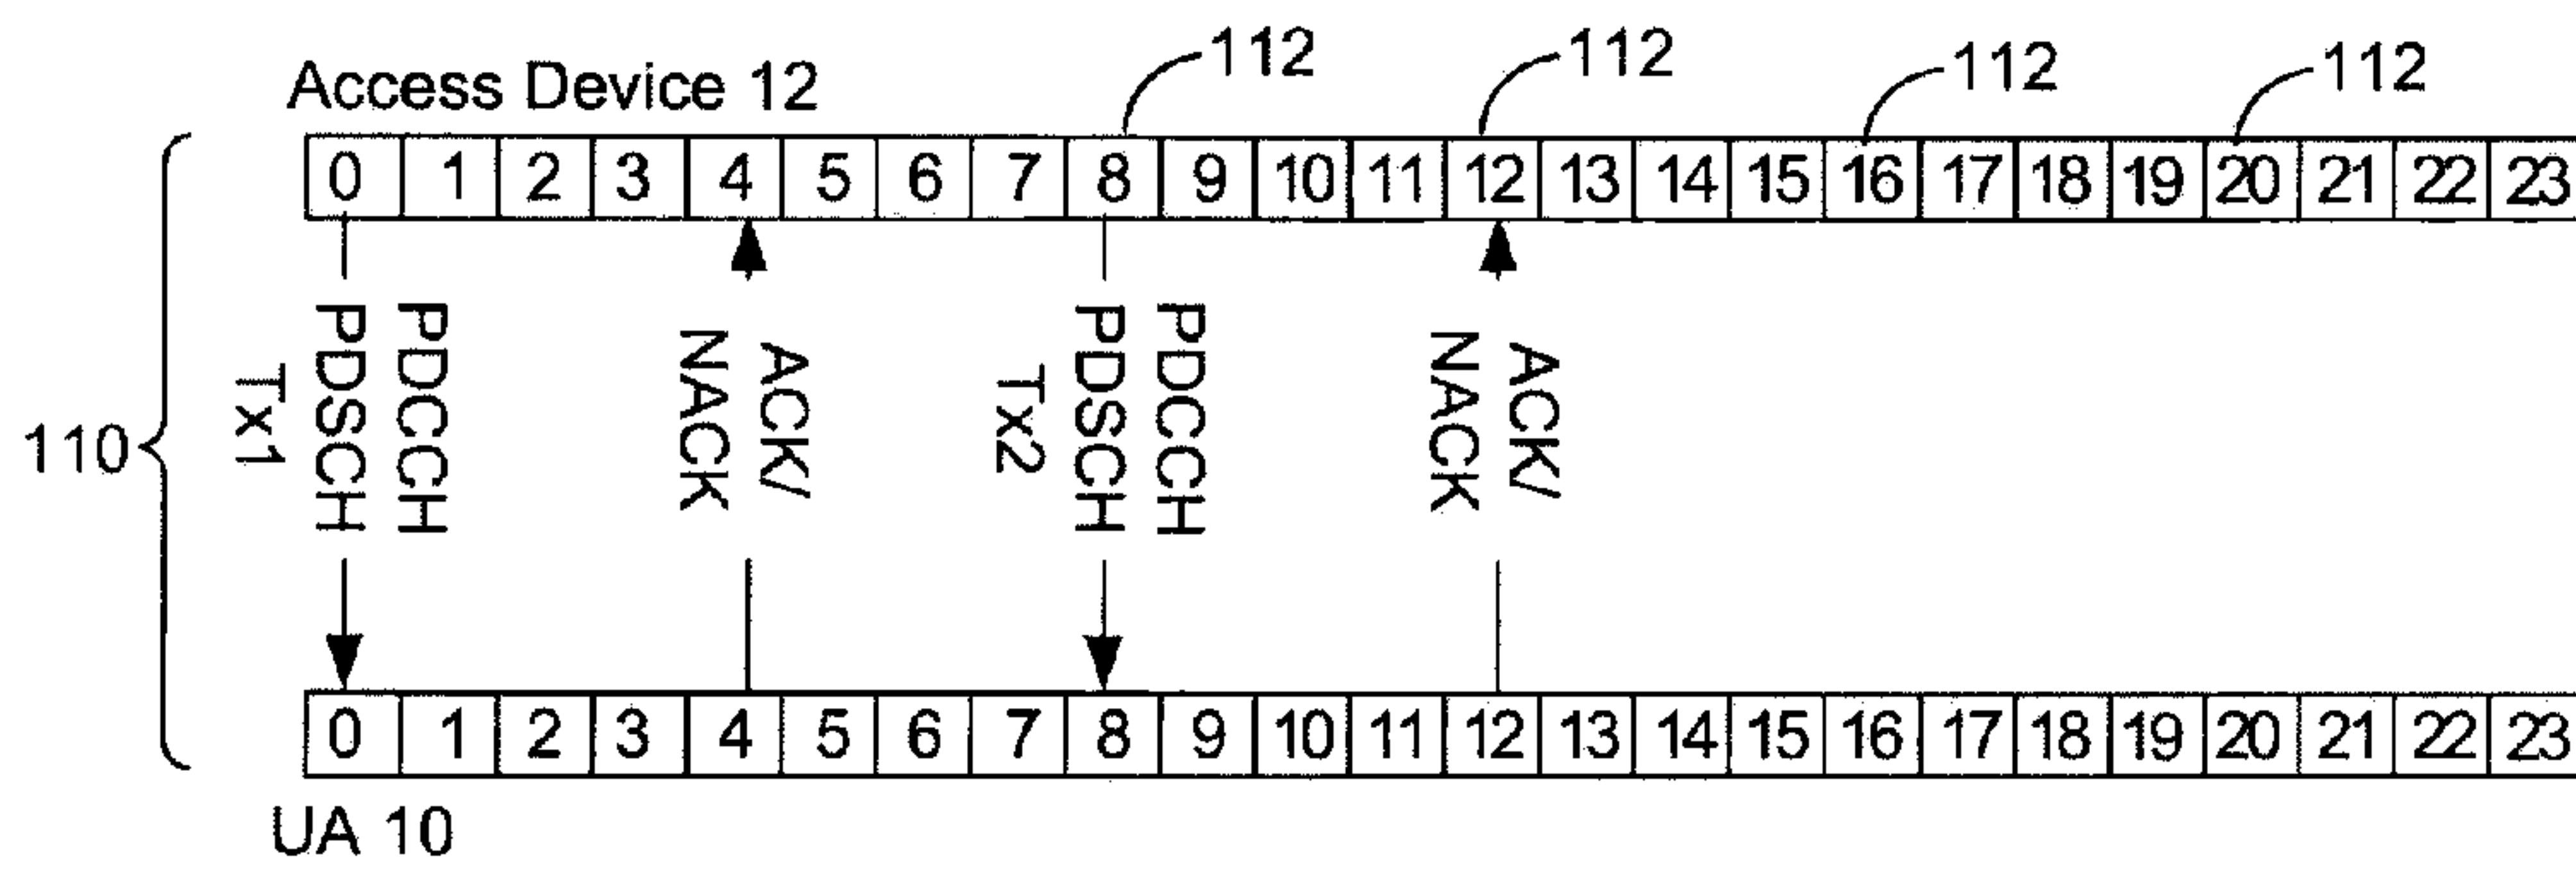 112 112 112 112
Access Device 12
0 1 2 3 4 5 6 7 8 9 10 11 12 13 14 15 16 17 18 19 20 21 22 23
110
PDCCH
PDSCH
Tx1
ACK/
NACK
PDCCH
PDSCH
Tx2
ACK/
NACK
0 1 2 3 4 5 6 7 8 9 10 11 12 13 14 15 16 17 18 19 20 21 22 23
UA 10